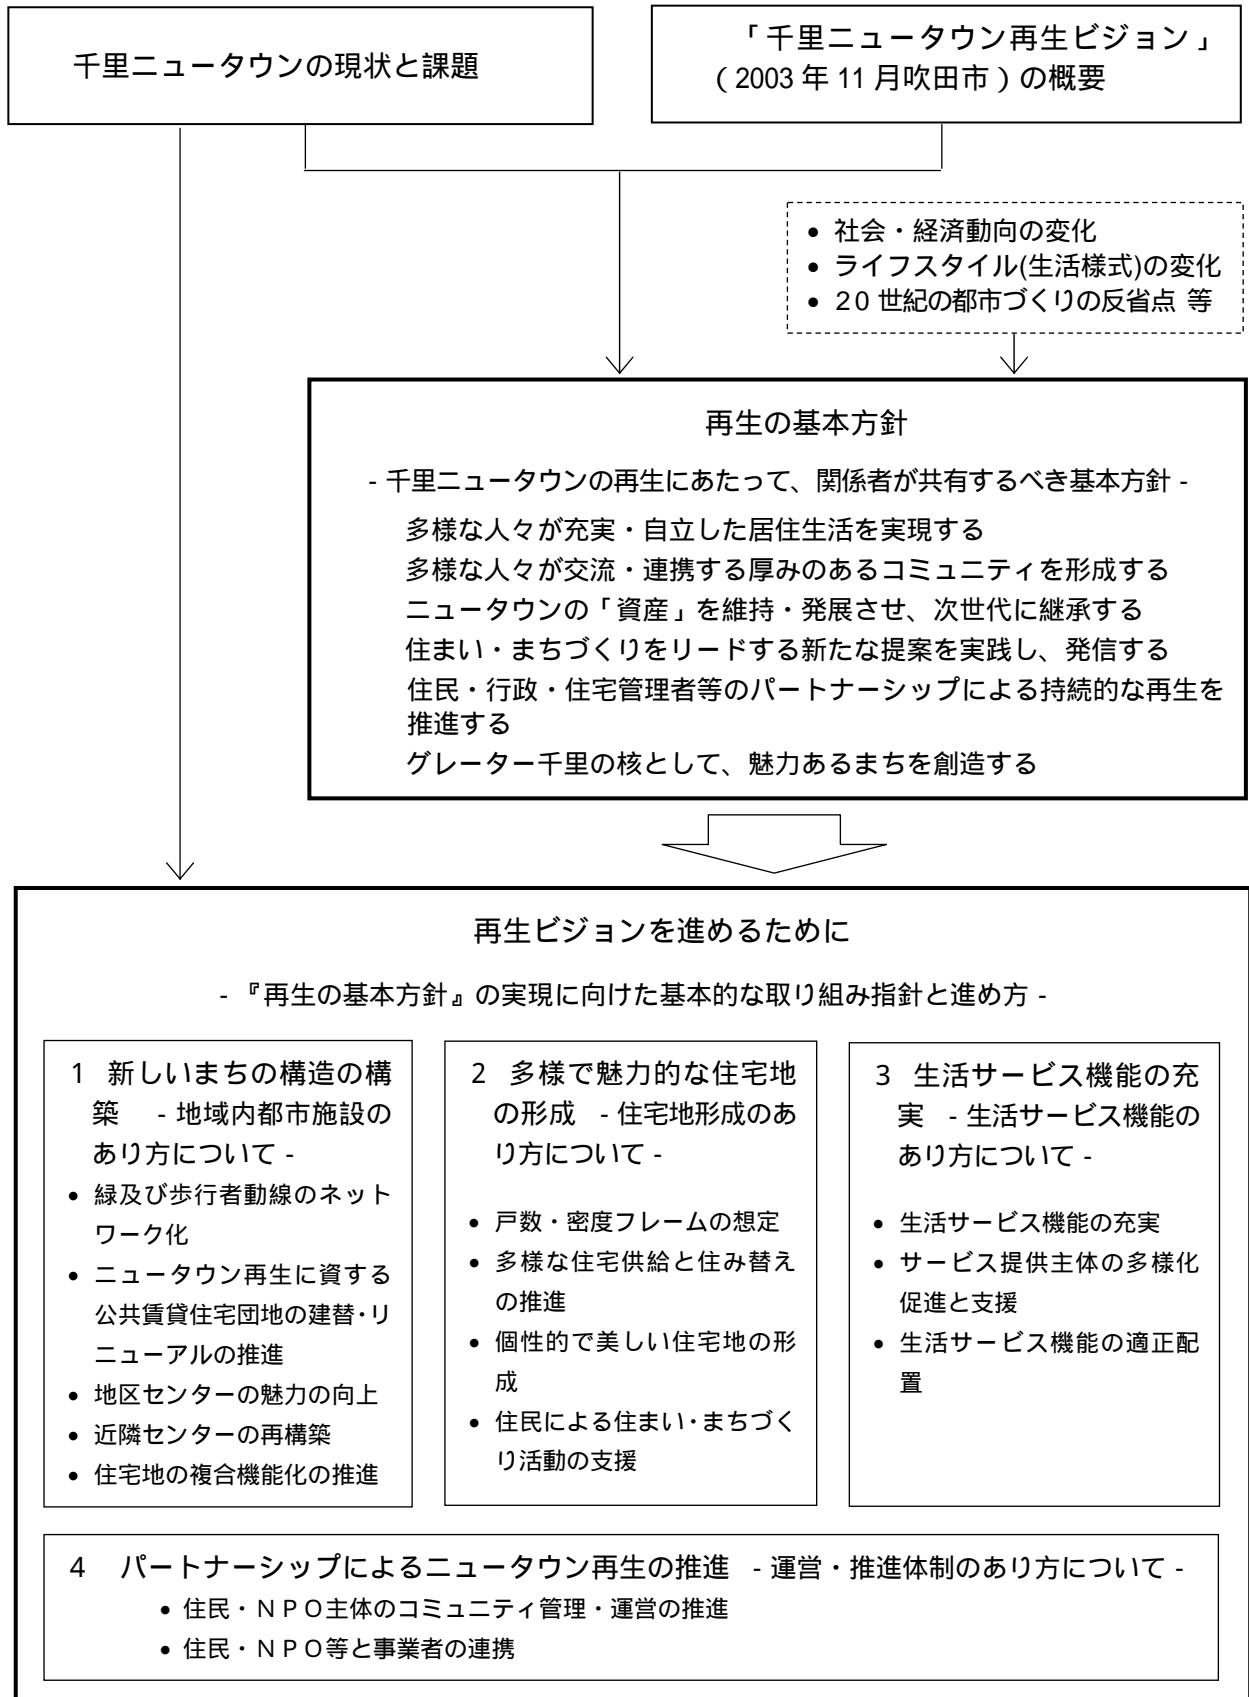 千里ニュータウンの現状と課題
「千里ニュータウン再生ビジョン」
（2003 年 11 月吹田市）の概要
• 社会・経済動向の変化
• ライフスタイル(生活様式)の変化
• 20 世紀の都市づくりの反省点 等
再生の基本方針
- 千里ニュータウンの再生にあたって、関係者が共有するべき基本方針 -
多様な人々が充実・自立した居住生活を実現する
多様な人々が交流・連携する厚みのあるコミュニティを形成する
ニュータウンの「資産」を維持・発展させ、次世代に継承する
住まい・まちづくりをリードする新たな提案を実践し、発信する
住民・行政・住宅管理者等のパートナーシップによる持続的な再生を
推進する
グレーター千里の核として、魅力あるまちを創造する
再生ビジョンを進めるために
- 『再生の基本方針』の実現に向けた基本的な取り組み指針と進め方 -
1 新しいまちの構造の構
築 - 地域内都市施設の
あり方について -
• 緑及び歩行者動線のネット
ワーク化
• ニュータウン再生に資する
公共賃貸住宅団地の建替・リ
ニューアルの推進
• 地区センターの魅力の向上
• 近隣センターの再構築
• 住宅地の複合機能化の推進
2 多様で魅力的な住宅地
の形成 - 住宅地形成のあ
り方について -
• 戸数・密度フレームの想定
• 多様な住宅供給と住み替え
の推進
• 個性的で美しい住宅地の形
成
• 住民による住まい・まちづく
り活動の支援
3 生活サービス機能の充
実 - 生活サービス機能の
あり方について -
• 生活サービス機能の充実
• サービス提供主体の多様化
促進と支援
• 生活サービス機能の適正配
置
4 パートナーシップによるニュータウン再生の推進 - 運営・推進体制のあり方について -
• 住民・ＮＰＯ主体のコミュニティ管理・運営の推進
• 住民・ＮＰＯ等と事業者の連携